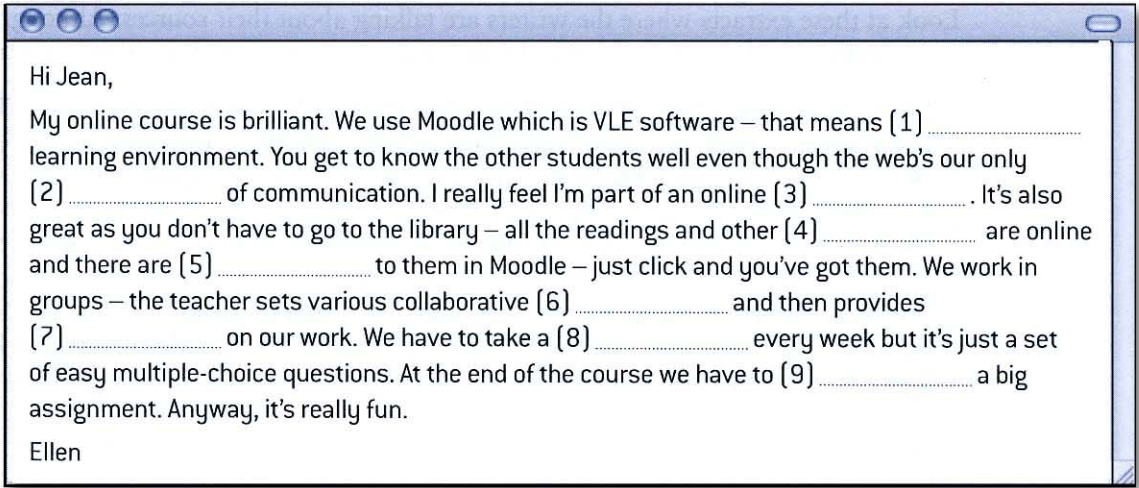 Hi Jean,
My online course is brilliant. We use Moodle which is VLE software – that means (1) ............................
learning environment. You get to know the other students well even though the web's our only
(2) ............................ of communication. I really feel I'm part of an online (3) ............................ . It's also
great as you don't have to go to the library – all the readings and other (4) ............................ are online
and there are (5) ............................ to them in Moodle – just click and you've got them. We work in
groups – the teacher sets various collaborative (6) ............................ and then provides
(7) ............................ on our work. We have to take a (8) ............................ every week but it's just a set
of easy multiple-choice questions. At the end of the course we have to (9) ............................ a big
assignment. Anyway, it's really fun.
Ellen